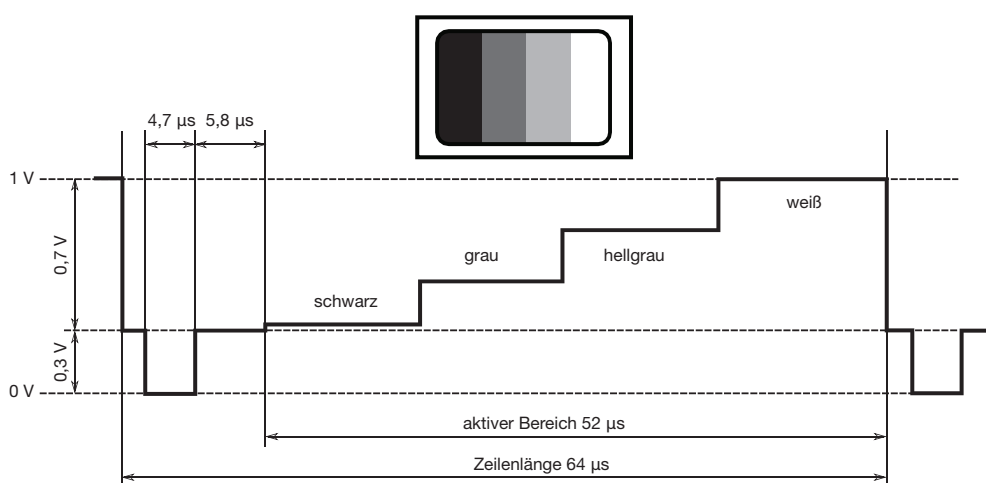 4,7 µs 5,8 µs
1 V
weiß
0,7 V
grau
hellgrau
schwarz
0,3 V
0 V
aktiver Bereich 52 µs
Zeilenlänge 64 µs